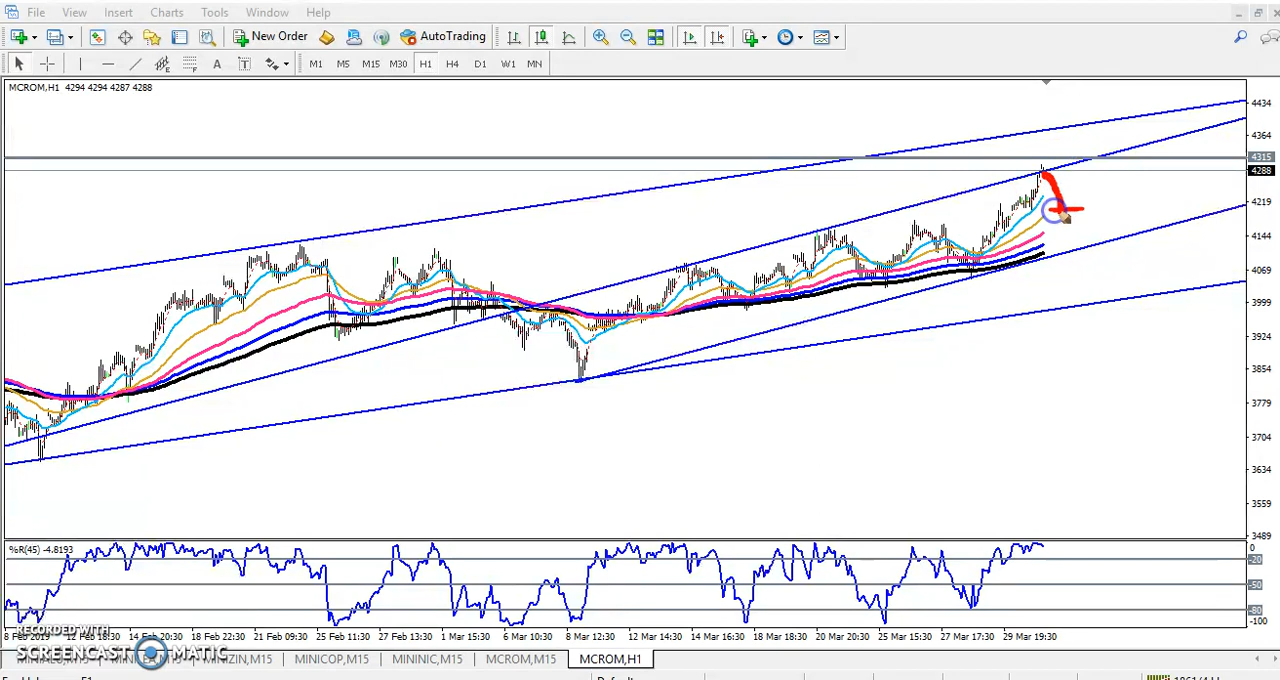 File View Insert Charts Tools Window Help
New Order AutoTrading
A T M1 M5 M15 M30 H1 H4 D1 W1 MN
MCROM,H1 4294 4294 4287 4288
4434
4364
4315
4288
4219
4144
4069
3999
3924
3854
3779
3704
3634
3559
3489
%R(45) -4.8193
0
-20
-50
-80
-100
8 Feb 2019 12 Feb 18:30 14 Feb 20:30 18 Feb 22:30 21 Feb 09:30 25 Feb 11:30 27 Feb 13:30 1 Mar 15:30 6 Mar 10:30 8 Mar 12:30 12 Mar 14:30 14 Mar 16:30 18 Mar 18:30 20 Mar 20:30 25 Mar 15:30 27 Mar 17:30 29 Mar 19:30
RECORDED WITH
SCREENCAST MATIC
MINIZIN,M15 MINICOP,M15 MININIC,M15 MCROM,M15 MCROM,H1